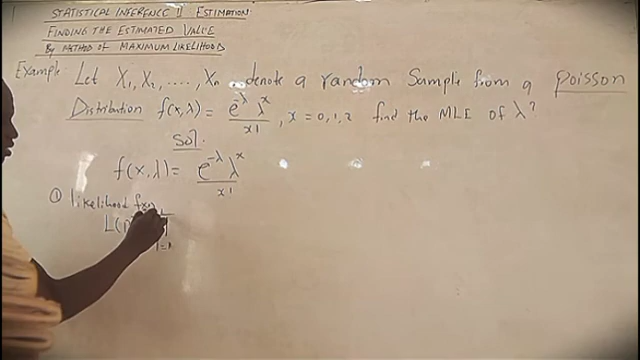 STATISTICAL INFERENCE II ESTIMATION:
FINDING THE ESTIMATED VALUE
By METHOD OF MAXIMUM LIKELIHOOD
Example: Let X₁, X₂, ...., Xn denote a random Sample from a poisson
Distribution f(x,λ) = e^-λ λ^x / x! , x = 0,1,2 find the MLE of λ?
Sol.
f(x,λ) = e^-λ λ^x / x!
① likelihood fxn
L(